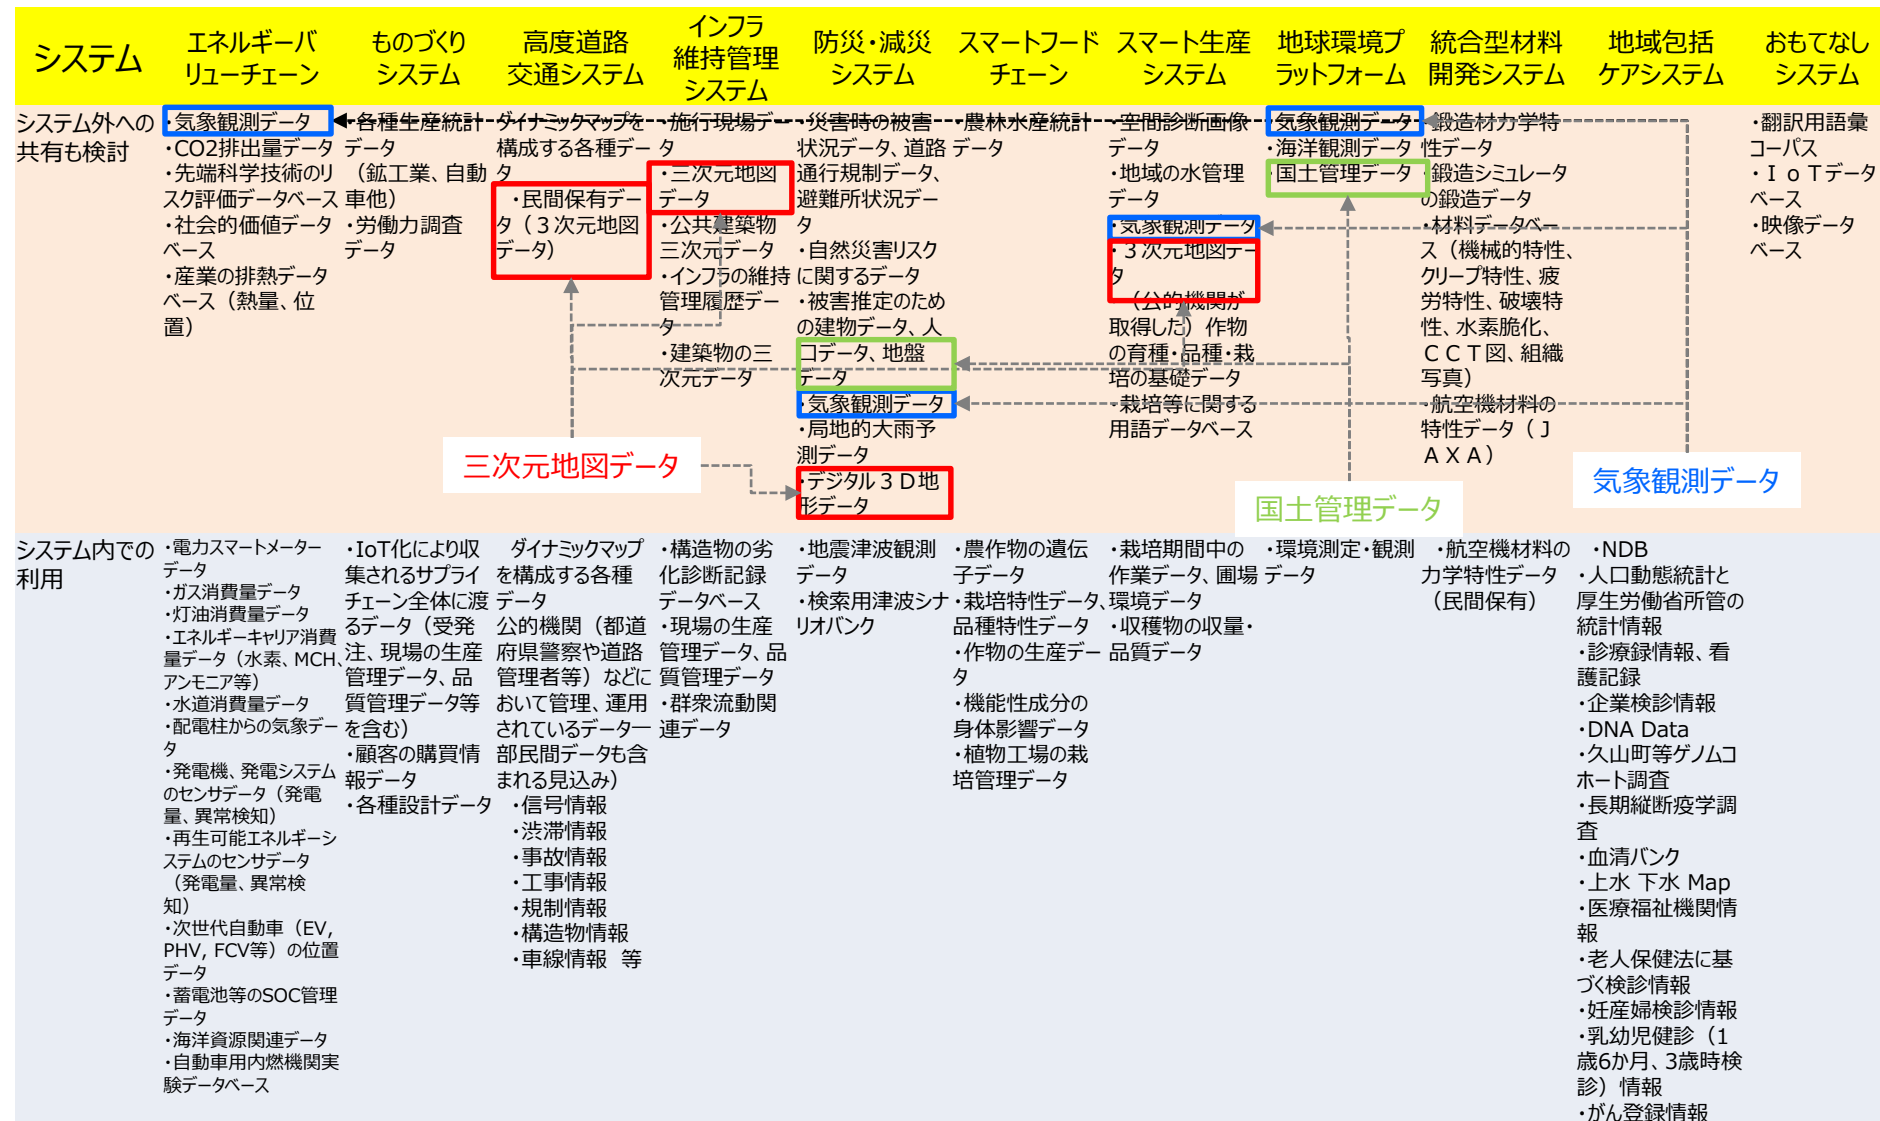 システム
エネルギーバ
リューチェーン
ものづくり
システム
高度道路
交通システム
インフラ
維持管理
システム
防災・減災
システム
スマートフード
チェーン
スマート生産
システム
地球環境プ
ラットフォーム
統合型材料
開発システム
地域包括
ケアシステム
おもてなし
システム
システム外への
共有も検討
・気象観測データ
・CO2排出量データ
・先端科学技術のリ
スク評価データベース
・社会的価値データ
ベース
・産業の排熱データ
ベース（熱量、位
置）
・各種生産統計
データ
（鉱工業、自動
車他）
・労働力調査
データ
ダイナミックマップを
構成する各種デー
タ
・民間保有デー
タ（３次元地図
データ）
・施行現場デー
タ
・三次元地図
データ
・公共建築物
三次元データ
・インフラの維持
管理履歴デー
タ
・建築物の三
次元データ
・災害時の被害
状況データ、道路
通行規制データ、
避難所状況デー
タ
・自然災害リスク
に関するデータ
・被害推定のため
の建物データ、人
口データ、地盤
データ
・気象観測データ
・局地的大雨予
測データ
・デジタル３Ｄ地
形データ
・農林水産統計
データ
・空間診断画像
データ
・地域の水管理
データ
・気象観測データ
・３次元地図デー
タ
（公的機関が
取得した）作物
の育種・品種・栽
培の基礎データ
・栽培等に関する
用語データベース
・気象観測データ
・海洋観測データ
・国土管理データ
・鍛造材力学特
性データ
・鍛造シミュレータ
の鍛造データ
・材料データベー
ス（機械的特性、
クリープ特性、疲
労特性、破壊特
性、水素脆化、
ＣＣＴ図、組織
写真）
・航空機材料の
特性データ（Ｊ
ＡＸＡ）
・翻訳用語彙
コーパス
・ＩｏＴデータ
ベース
・映像データ
ベース
三次元地図データ
国土管理データ
気象観測データ
システム内での
利用
・電力スマートメーター
データ
・ガス消費量データ
・灯油消費量データ
・エネルギーキャリア消費
量データ（水素、MCH、
アンモニア等）
・水道消費量データ
・配電柱からの気象デー
タ
・発電機、発電システム
のセンサデータ（発電
量、異常検知）
・再生可能エネルギーシ
ステムのセンサデータ
（発電量、異常検
知）
・次世代自動車（EV,
PHV, FCV等）の位置
データ
・蓄電池等のSOC管理
データ
・海洋資源関連データ
・自動車用内燃機関実
験データベース
・IoT化により収
集されるサプライ
チェーン全体に渡
るデータ（受発
注、現場の生産
管理データ、品
質管理データ等
を含む）
・顧客の購買情
報データ
・各種設計データ
ダイナミックマップ
を構成する各種
データ
公的機関（都道
府県警察や道路
管理者等）などに
おいて管理、運用
されているデータ一
部民間データも含
まれる見込み）
・信号情報
・渋滞情報
・事故情報
・工事情報
・規制情報
・構造物情報
・車線情報 等
・構造物の劣
化診断記録
データベース
・現場の生産
管理データ、品
質管理データ
・群衆流動関
連データ
・地震津波観測
データ
・検索用津波シナ
リオバンク
・農作物の遺伝
子データ
・栽培特性データ、
品種特性データ
・作物の生産デー
タ
・機能性成分の
身体影響データ
・植物工場の栽
培管理データ
・栽培期間中の
作業データ、圃場
環境データ
・収穫物の収量・
品質データ
・環境測定・観測
データ
・航空機材料の
力学特性データ
（民間保有）
・NDB
・人口動態統計と
厚生労働省所管の
統計情報
・診療録情報、看
護記録
・企業検診情報
・DNA Data
・久山町等ゲノムコ
ホート調査
・長期縦断疫学調
査
・血清バンク
・上水 下水 Map
・医療福祉機関情
報
・老人保健法に基
づく検診情報
・妊産婦検診情報
・乳幼児健診（1
歳6か月、3歳時検
診）情報
・がん登録情報